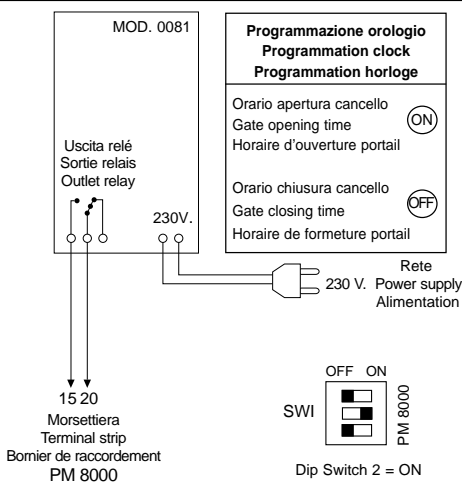 MOD. 0081
Uscita relé
Sortie relais
Outlet relay
230V.
Programmazione orologio
Programmation clock
Programmation horloge
Orario apertura cancello
Gate opening time
Horaire d'ouverture portail
ON
Orario chiusura cancello
Gate closing time
Horaire de formeture portail
OFF
230 V.
Rete
Power supply
Alimentation
15 20
Morsettiera
Terminal strip
Bornier de raccordement
PM 8000
OFF ON
SWI
PM 8000
Dip Switch 2 = ON